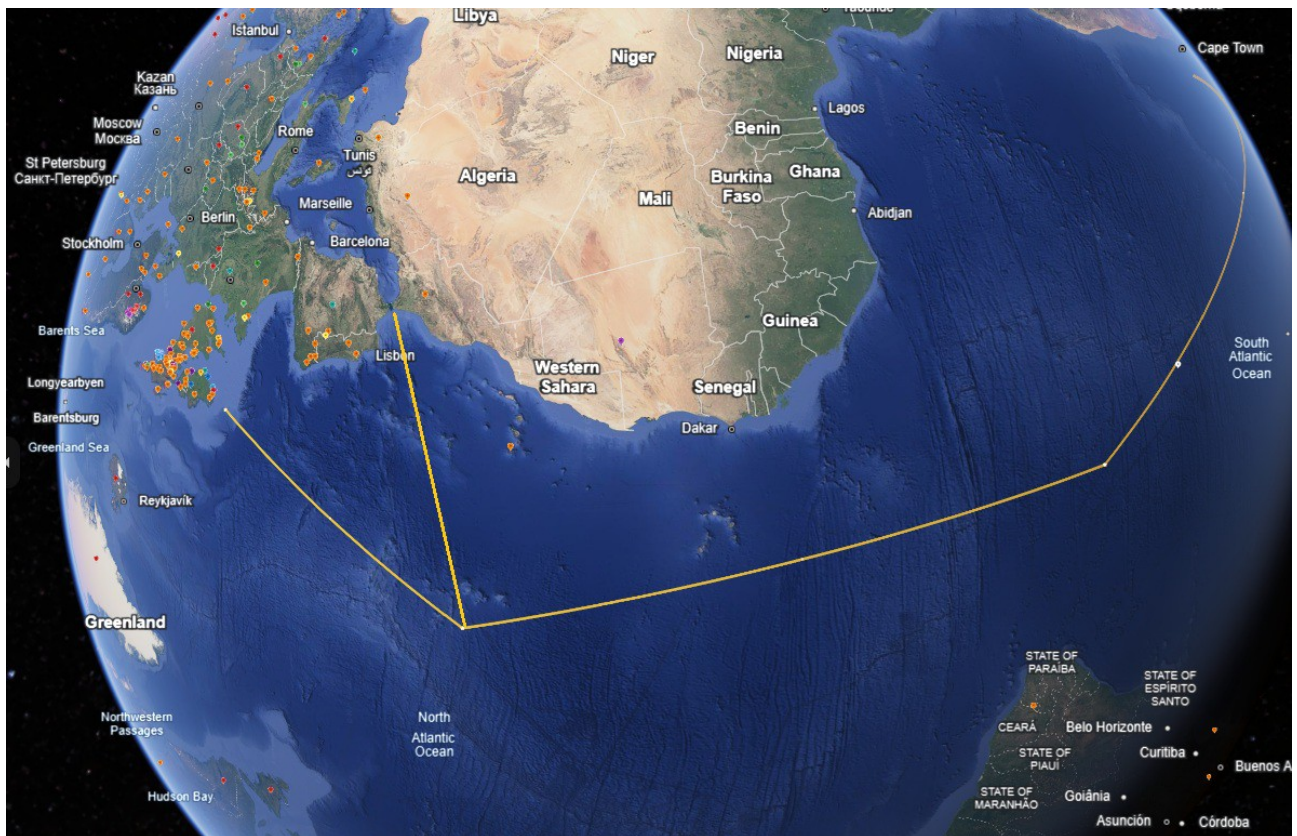 Libya
Yaoundé
Istanbul
Niger
Nigeria
Cape Town
Kazan
Казань
Lagos
Moscow
Москва
Rome
Benin
Tunis
تونس
St Petersburg
Санкт-Петербург
Algeria
Burkina
Faso
Ghana
Mali
Marseille
Berlin
Abidjan
Stockholm
Barcelona
Guinea
Barents Sea
Lisbon
South
Atlantic
Ocean
Western
Sahara
Senegal
Longyearbyen
Barentsburg
Dakar
Greenland Sea
Reykjavík
Greenland
STATE OF
PARAÍBA
STATE OF
ESPÍRITO
SANTO
Northwestern
Passages
North
Atlantic
Ocean
CEARÁ
Belo Horizonte
STATE OF
PIAUÍ
Curitiba
Buenos A
Hudson Bay
STATE OF
MARANHÃO
Goiânia
Asunción
Córdoba